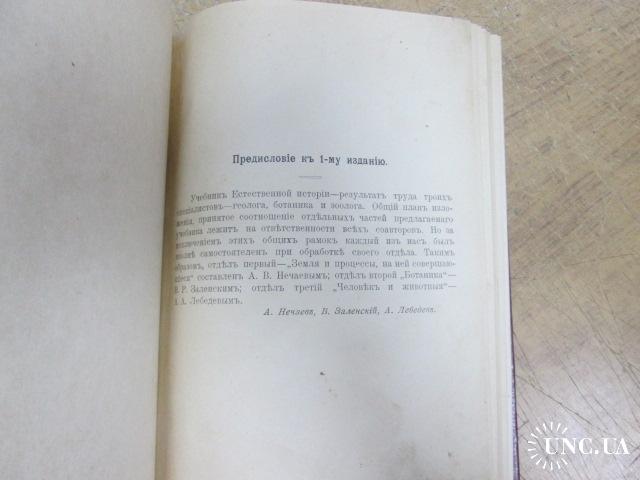 Предисловіе къ 1-му изданію.
Учебникъ Естественной исторіи—результатъ труда троихъ
спеціалистовъ—геолога, ботаника и зоолога. Общій планъ изло-
женія, принятое соотношеніе отдѣльныхъ частей предлагаемаго
учебника лежитъ на отвѣтственности всѣхъ соавторовъ. Но за
исключеніемъ этихъ общихъ рамокъ каждый изъ насъ былъ
вполнѣ самостоятеленъ при обработкѣ своего отдѣла. Такимъ
образомъ, отдѣлъ первый—„Земля и процессы, на ней совершаю-
щіеся“ составленъ А. В. Нечаевымъ; отдѣлъ второй „Ботаника“—
В. Р. Заленскимъ; отдѣлъ третій „Человѣкъ и животныя“—
А. А. Лебедевымъ.
А. Нечаевъ, В. Заленскій, А. Лебедевъ.
UNC.UA